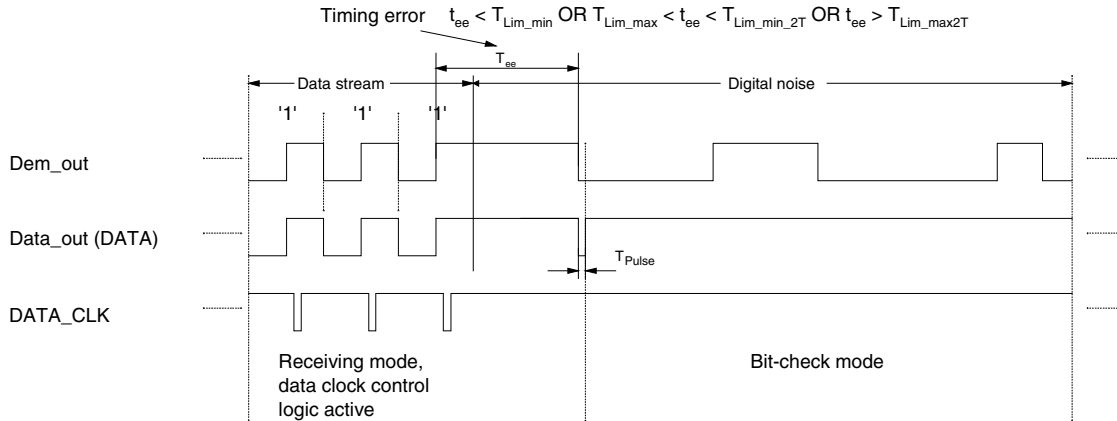 Timing error t_ee < T_Lim_min OR T_Lim_max < t_ee < T_Lim_min_2T OR t_ee > T_Lim_max2T
T_ee
Data stream Digital noise
'1' '1' '1'
Dem_out
Data_out (DATA)
T_Pulse
DATA_CLK
Receiving mode,
data clock control
logic active
Bit-check mode